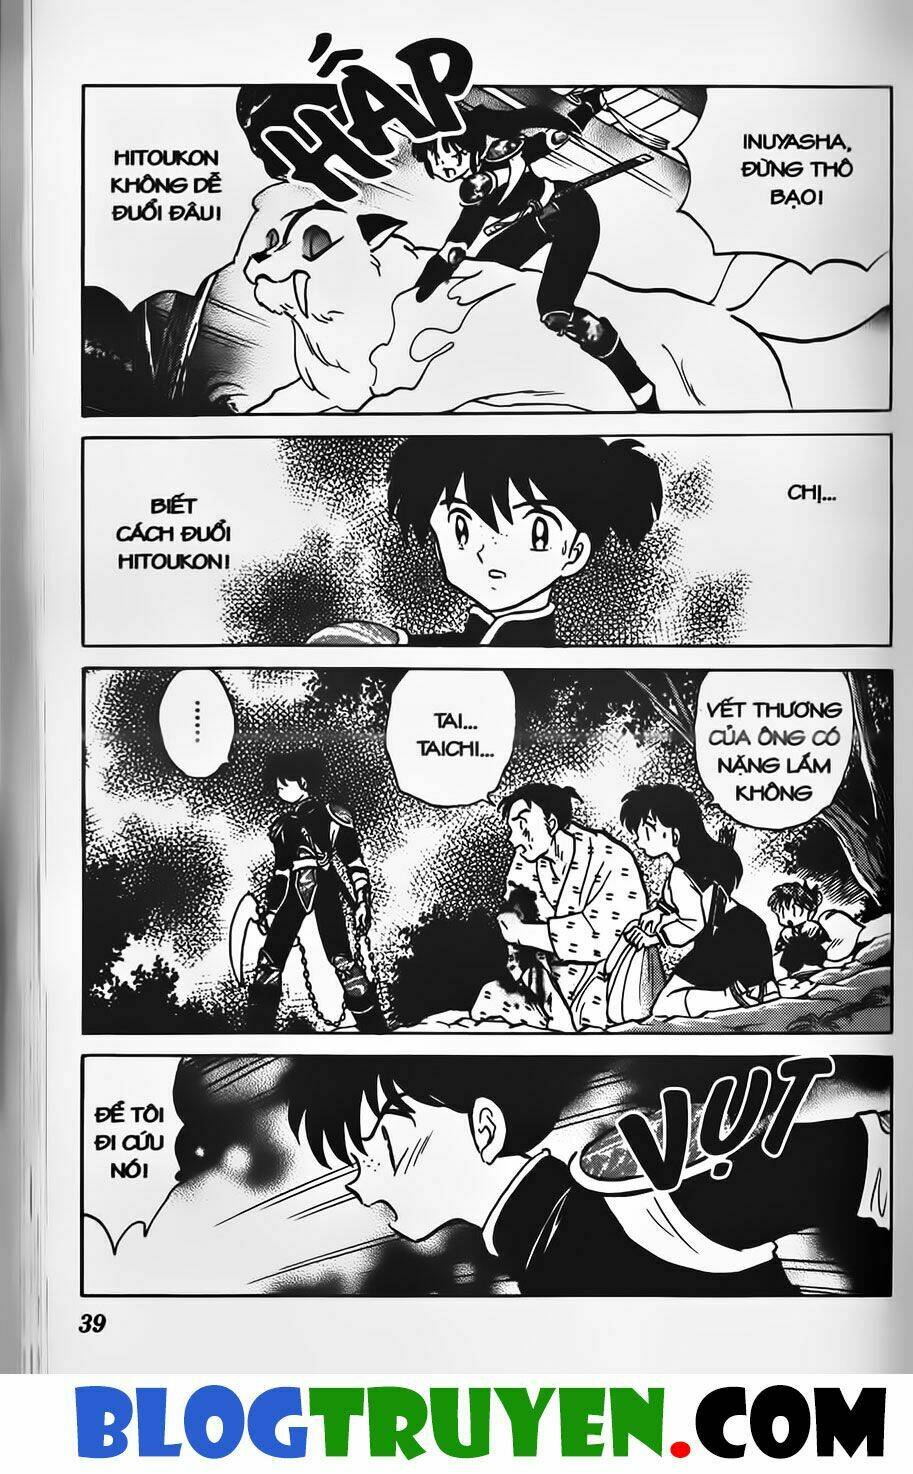 INUYASHA,
ĐỪNG THÔ
BẠO!
HẤP
HITOUKON
KHÔNG DỄ
ĐUỔI ĐÂU!
CHỊ...
BIẾT
CÁCH ĐUỔI
HITOUKON!
VẾT THƯƠNG
CỦA ÔNG CÓ
NẶNG LẮM
KHÔNG
TAI...
TAICHI...
......
VỤT
ĐỂ TÔI
ĐI CỨU
NÓ!
39
BLOGTRUYEN.COM